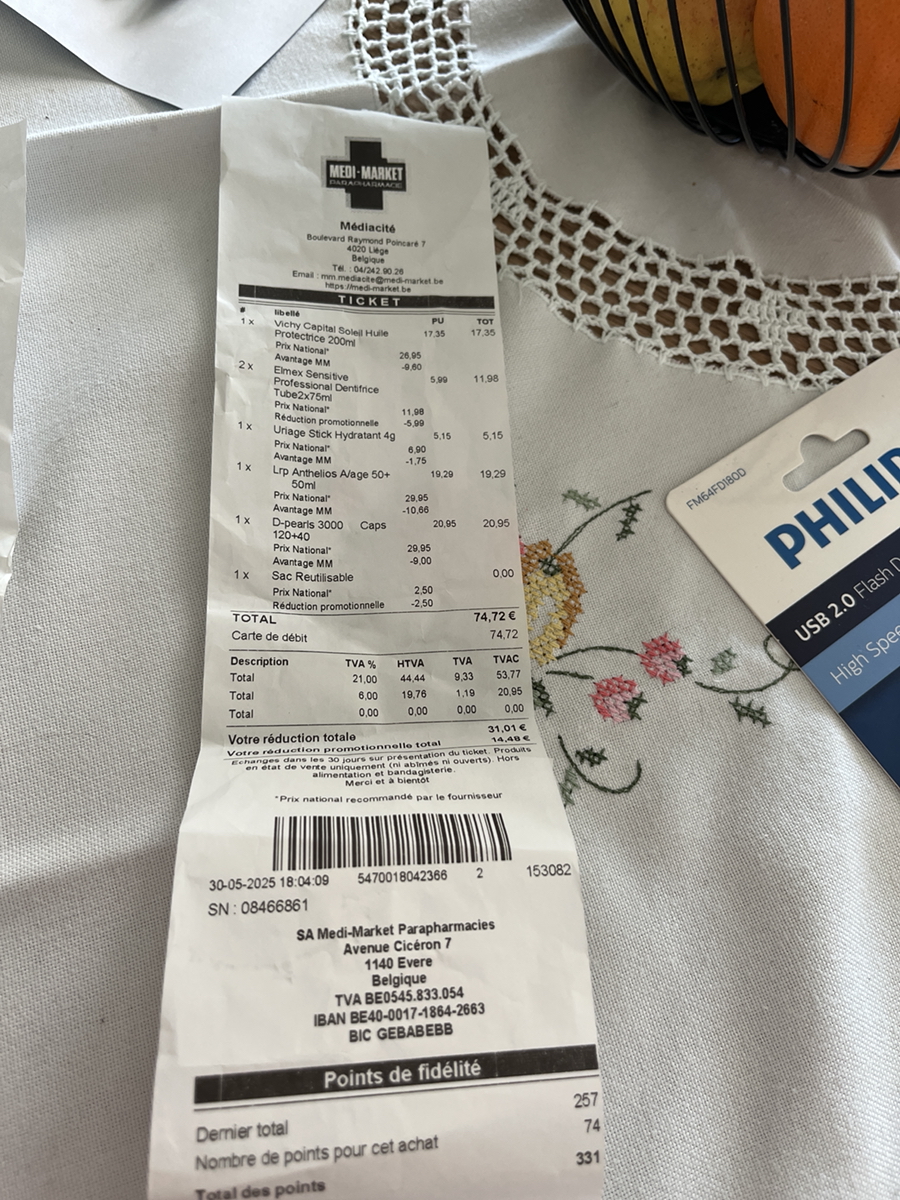 MEDI-MARKET
PARAPHARMACIE
Médiacité
Boulevard Raymond Poincaré 7
4020 Liège
Belgique
Tél. : 04/242.90.26
Email : mm.mediacite@medi-market.be
https://medi-market.be
TICKET
# libellé PU TOT
1 x Vichy Capital Soleil Huile 17,35 17,35
Protectrice 200ml
Prix National* 26,95
Avantage MM -9,60
2 x Elmex Sensitive 5,99 11,98
Professional Dentifrice
Tube2x75ml
Prix National* 11,98
Réduction promotionnelle -5,99
1 x Uriage Stick Hydratant 4g 5,15 5,15
Prix National* 6,90
Avantage MM -1,75
1 x Lrp Anthelios A/age 50+ 19,29 19,29
50ml
Prix National* 29,95
Avantage MM -10,66
1 x D-pearls 3000 Caps 20,95 20,95
120+40
Prix National* 29,95
Avantage MM -9,00
1 x Sac Reutilisable 0,00
Prix National* 2,50
Réduction promotionnelle -2,50
TOTAL 74,72 €
Carte de débit 74,72
Description TVA % HTVA TVA TVAC
Total 21,00 44,44 9,33 53,77
Total 6,00 19,76 1,19 20,95
Total 0,00 0,00 0,00 0,00
Votre réduction totale 31,01 €
Votre réduction promotionnelle total 14,48 €
Echanges dans les 30 jours sur présentation du ticket. Produits
en état de vente uniquement (ni abîmés ni ouverts). Hors
alimentation et bandagisterie.
Merci et à bientôt
*Prix national recommandé par le fournisseur
30-05-2025 18:04:09 5470018042366 2 153082
SN : 08466861
SA Medi-Market Parapharmacies
Avenue Cicéron 7
1140 Evere
Belgique
TVA BE0545.833.054
IBAN BE40-0017-1864-2663
BIC GEBABEBB
Points de fidélité
Dernier total 257
Nombre de points pour cet achat 74
Total des points 331
FM64FD180D
PHILIP
USB 2.0 Flash D
High Spee